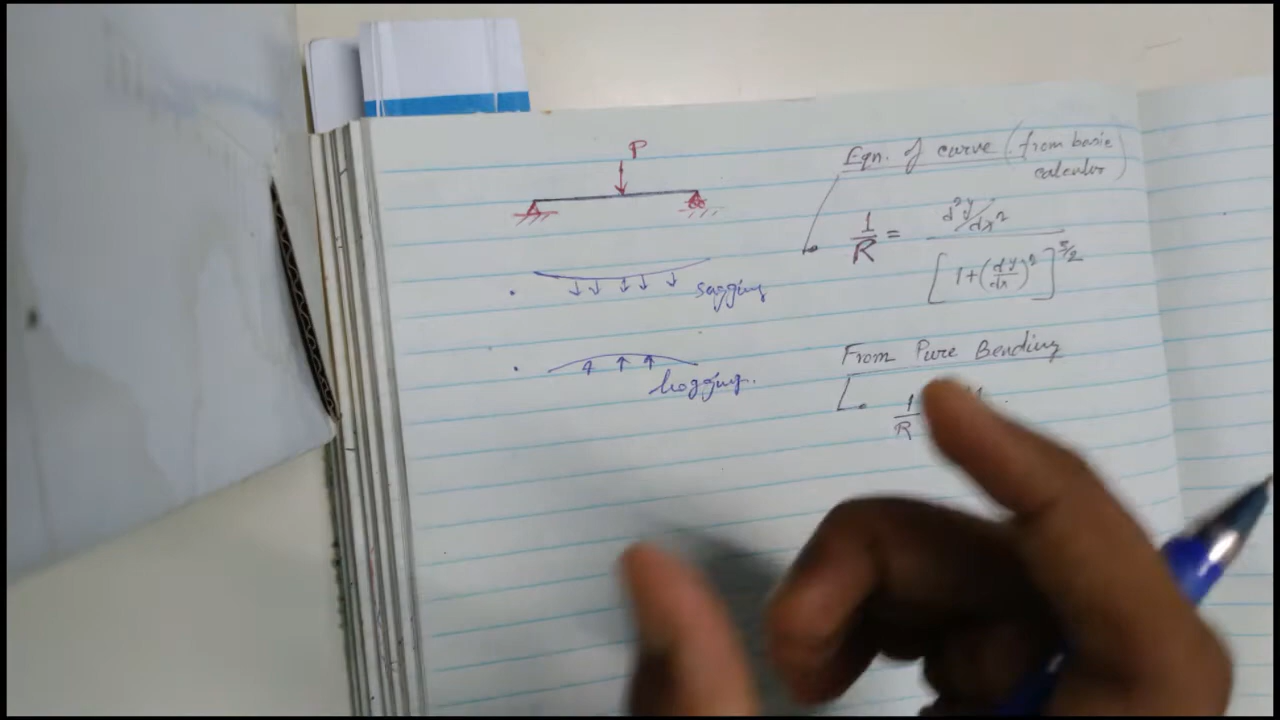 P
sagging
hogging.
Eqn. of curve (from basic
calculus)
1/R = d²y/dx² / [1+(dy/dx)²]^3/2
From Pure Bending
1/R